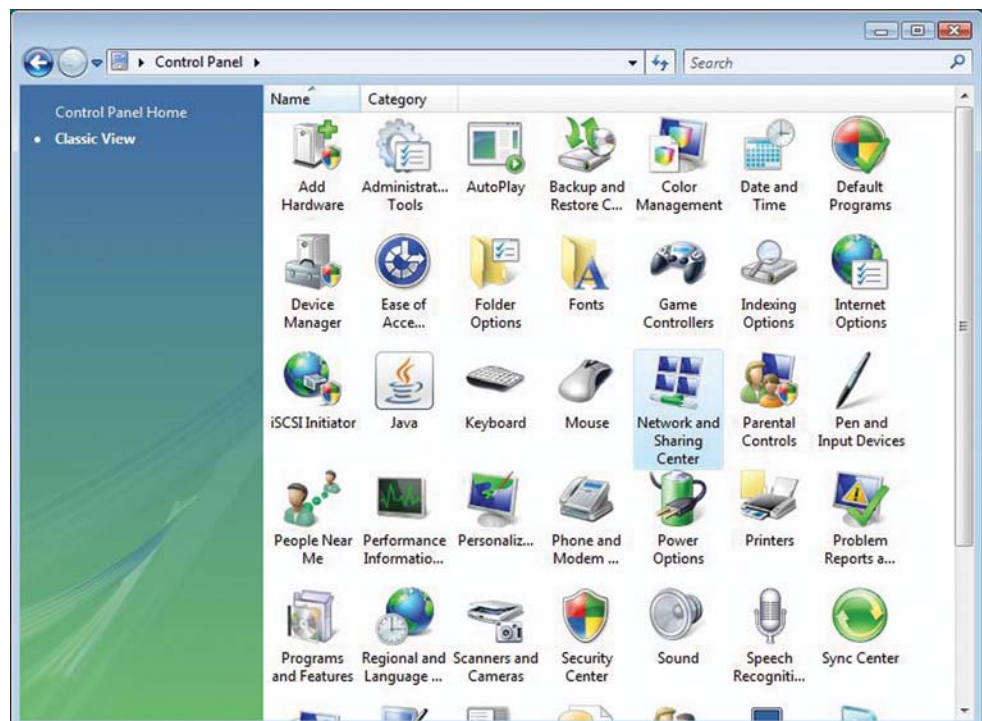 Control Panel
Search
Control Panel Home
Classic View
Name Category
Add Administrat... AutoPlay Backup and Color Date and Default
Hardware Tools Restore C... Management Time Programs
Device Ease of Folder Fonts Game Indexing Internet
Manager Acce... Options Controllers Options Options
iSCSI Initiator Java Keyboard Mouse Network and Parental Pen and
Sharing Controls Input Devices
Center
People Near Performance Personaliz... Phone and Power Printers Problem
Me Informatio... Modem ... Options Reports a...
Programs Regional and Scanners and Security Sound Speech Sync Center
and Features Language ... Cameras Center Recogniti...